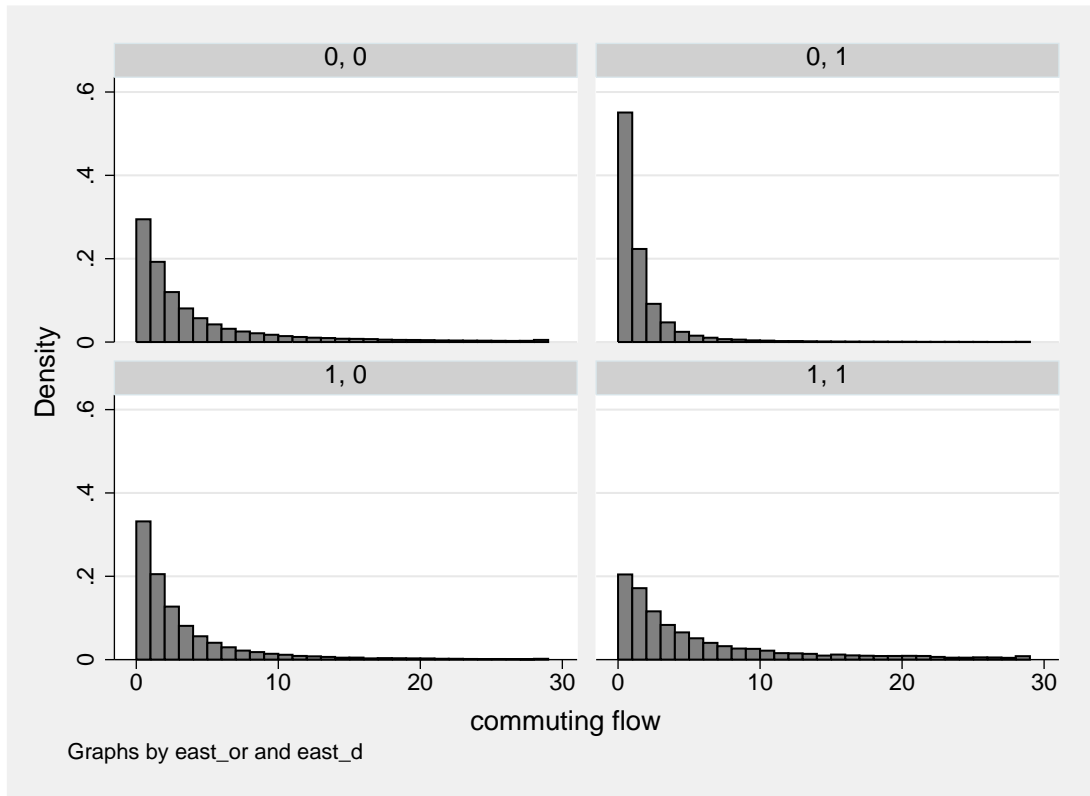 0, 0
0, 1
.6
.4
.2
0
1, 0
1, 1
.6
.4
.2
0
0 10 20 30
0 10 20 30
Density
commuting flow
Graphs by east_or and east_d